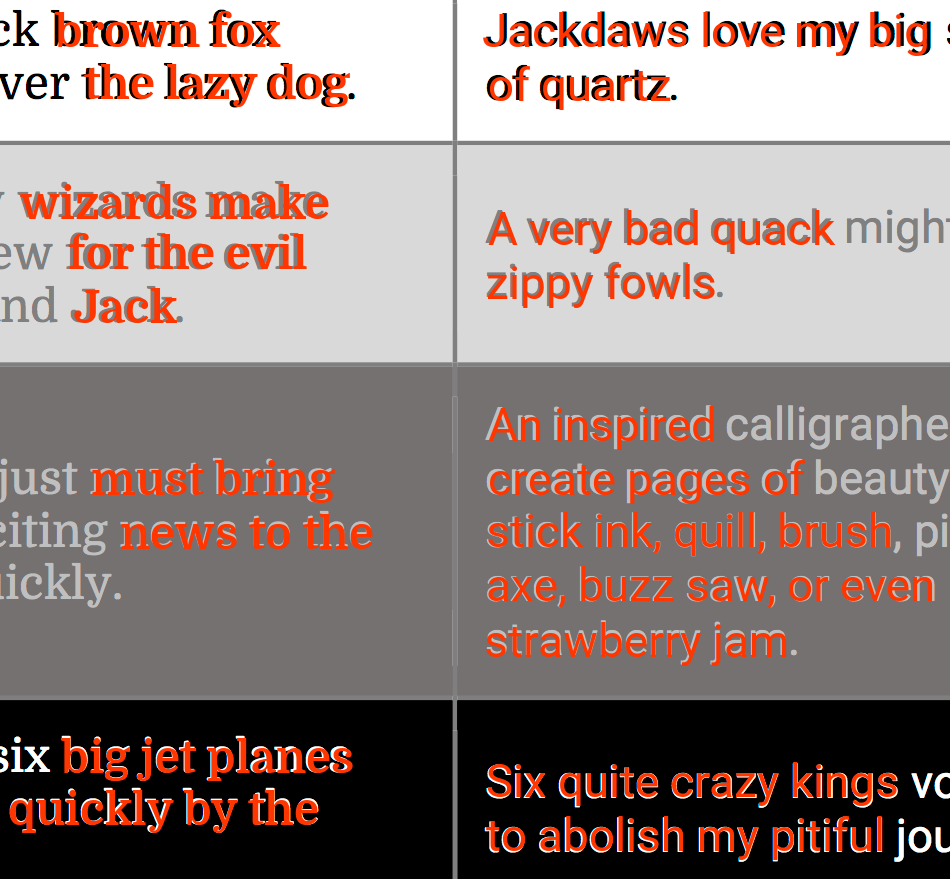 ck brown fox
ver the lazy dog.
Jackdaws love my big s
of quartz.
y wizards make
ew for the evil
nd Jack.
A very bad quack might
zippy fowls.
just must bring
citing news to the
uickly.
An inspired calligraphe
create pages of beauty
stick ink, quill, brush, pi
axe, buzz saw, or even
strawberry jam.
six big jet planes
quickly by the
Six quite crazy kings vo
to abolish my pitiful jou